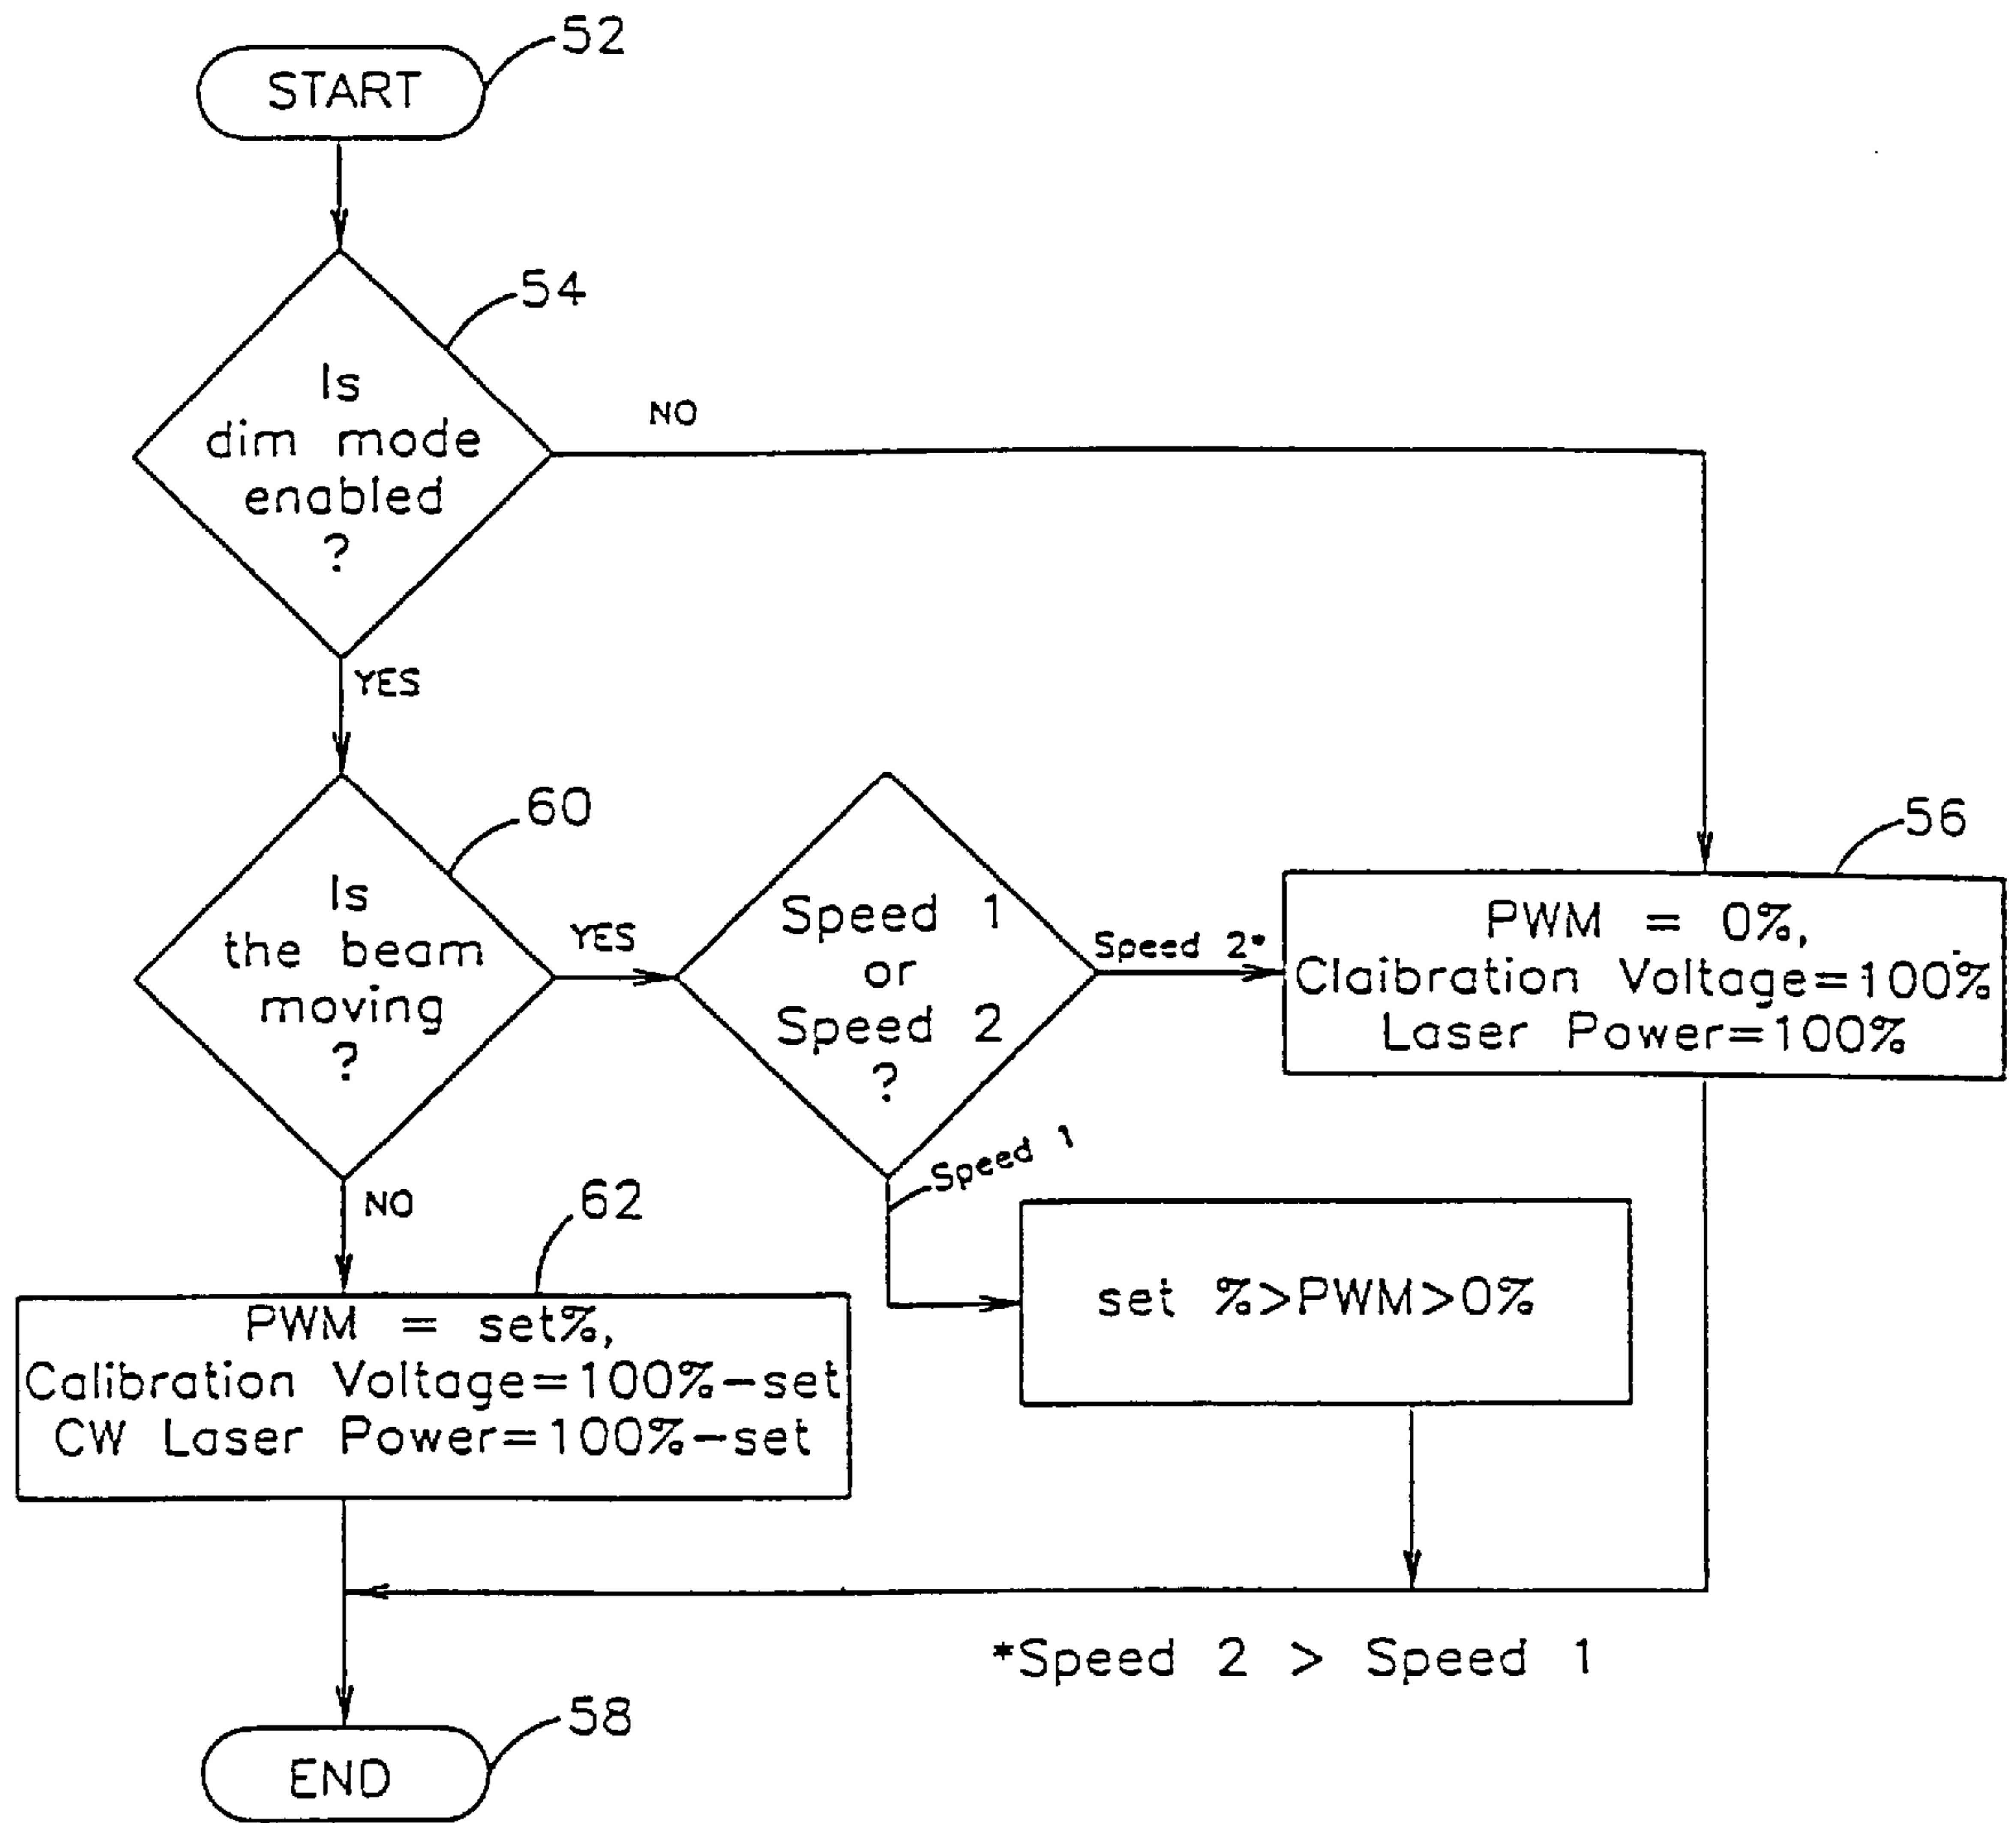 START
52
Is
dim mode
enabled
?
54
NO
YES
Is
the beam
moving
?
60
YES
Speed 1
or
Speed 2
?
Speed 2*
PWM = 0%,
Claibration Voltage=100%
Laser Power=100%
56
Speed 1
NO
62
set %>PWM>0%
PWM = set%,
Calibration Voltage=100%-set
CW Laser Power=100%-set
*Speed 2 > Speed 1
END
58